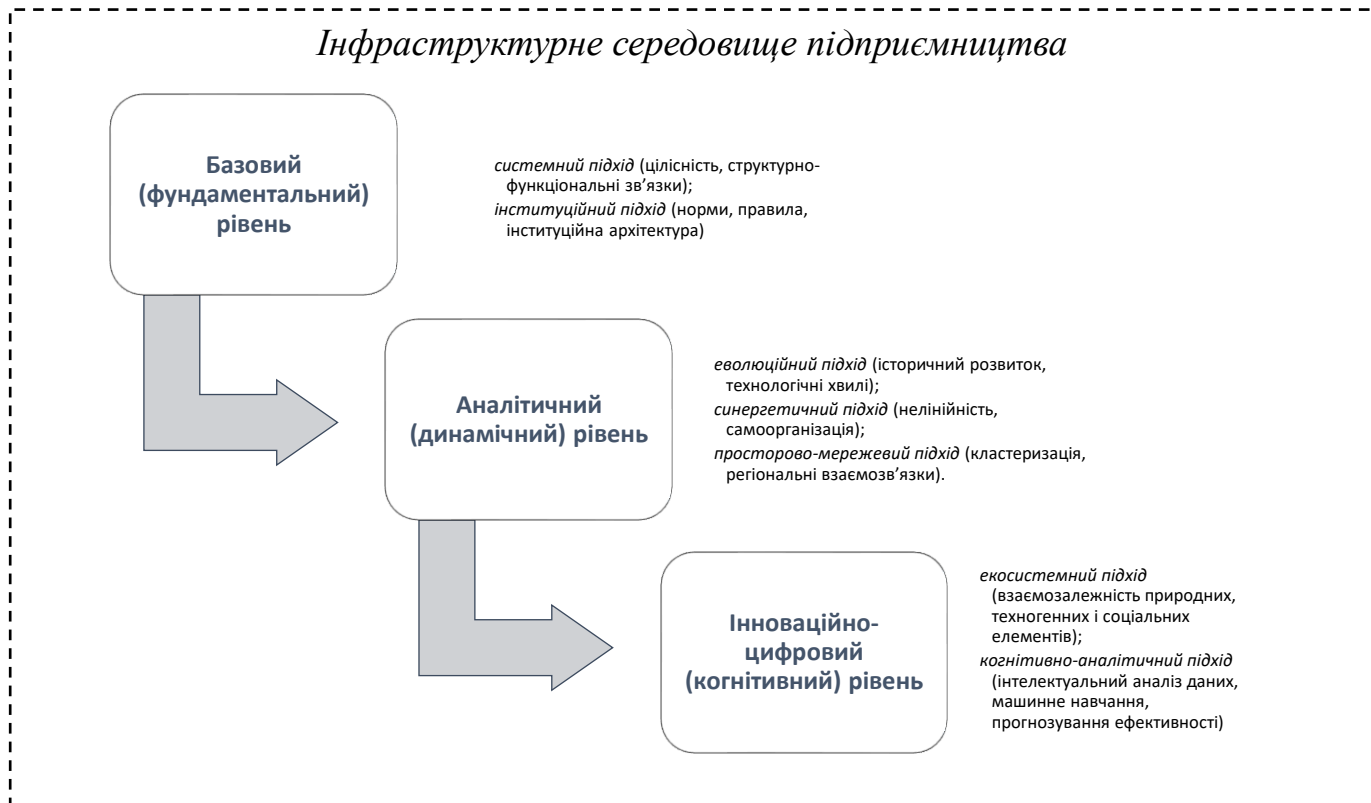 Інфраструктурне середовище підприємництва
Базовий
(фундаментальний)
рівень
системний підхід (цілісність, структурно-
функціональні зв’язки);
інституційний підхід (норми, правила,
інституційна архітектура)
Аналітичний
(динамічний) рівень
еволюційний підхід (історичний розвиток,
технологічні хвилі);
синергетичний підхід (нелінійність,
самоорганізація);
просторово-мережевий підхід (кластеризація,
регіональні взаємозв’язки).
Інноваційно-
цифровий
(когнітивний) рівень
екосистемний підхід
(взаємозалежність природних,
техногенних і соціальних
елементів);
когнітивно-аналітичний підхід
(інтелектуальний аналіз даних,
машинне навчання,
прогнозування ефективності)